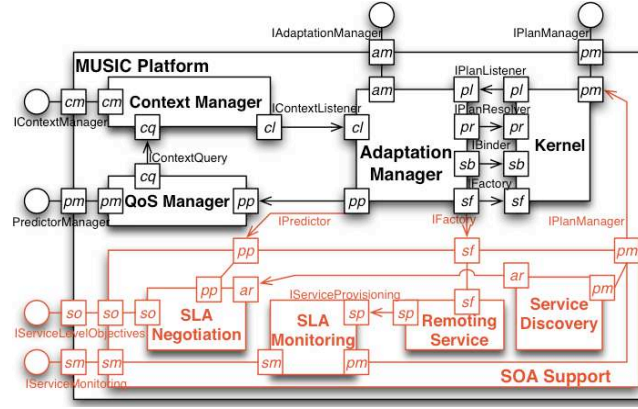 IAdaptationManager
IPlanManager
am
pm
MUSIC Platform
IPlanListener
cm
cm
Context Manager
am
pl
pl
pm
IContextManager
IContextListener
IPlanResolver
cq
cl
cl
pr
pr
IBinder
Kernel
Adaptation
Manager
IContextQuery
sb
sb
cq
IFactory
pm
pm
QoS Manager
pp
pp
sf
sf
PredictorManager
IPredictor
IFactory
IPlanManager
pp
sf
pm
pp
ar
ar
pm
IServiceProvisioning
sf
so
so
so
SLA
Negotiation
SLA
Monitoring
sp
sp
Remoting
Service
Service
Discovery
IServiceLevelObjectives
sm
sm
sm
pm
IServiceMonitoring
SOA Support